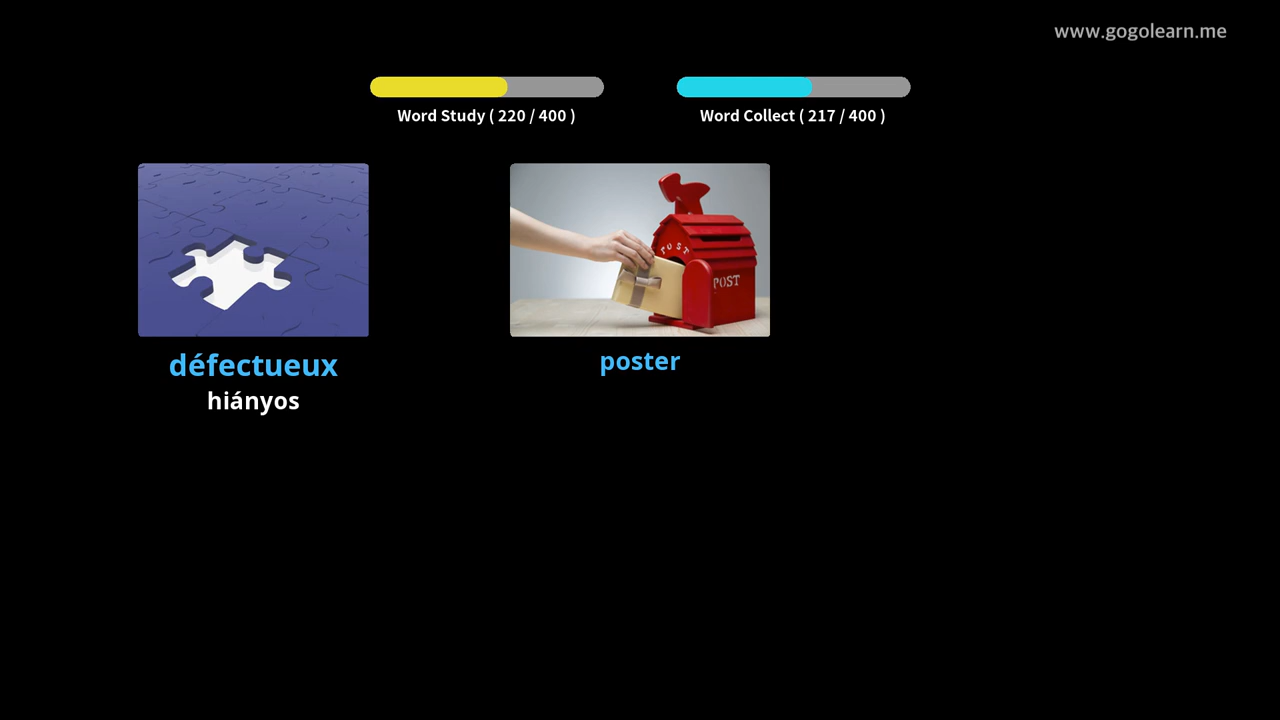 www.gogolearn.me
Word Study ( 220 / 400 )
Word Collect ( 217 / 400 )
POST
POST
défectueux
hiányos
poster